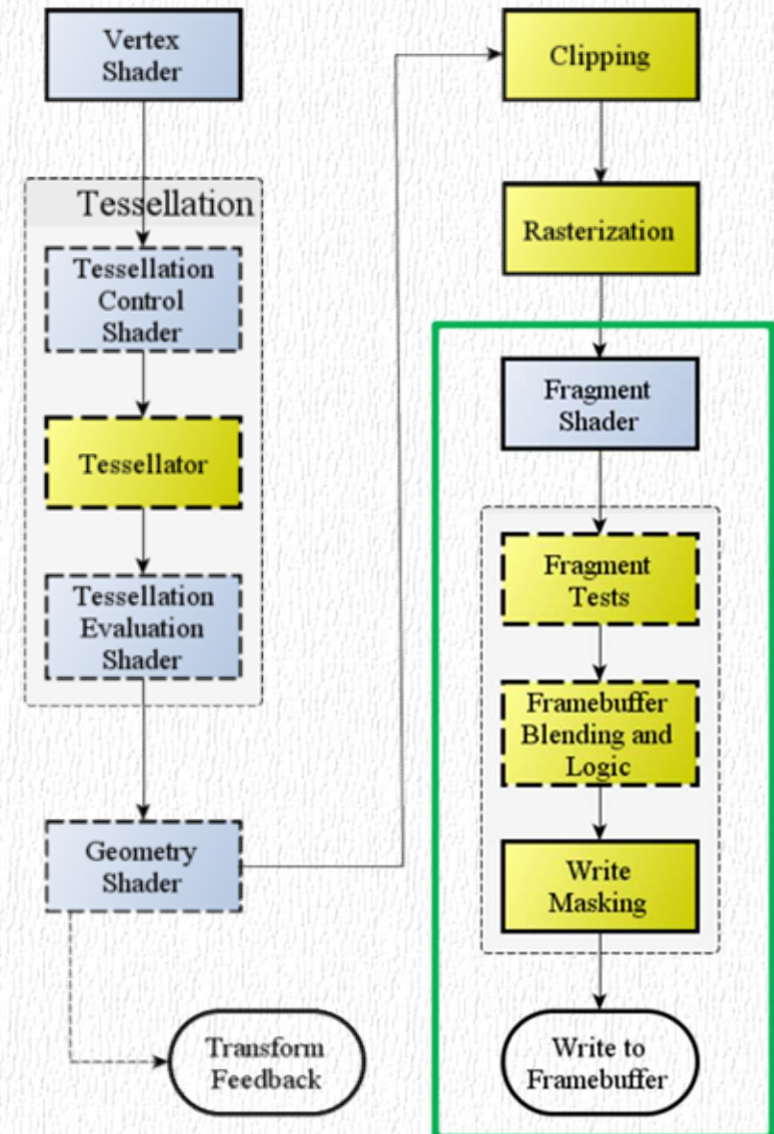 Vertex
Shader
Tessellation
Tessellation
Control
Shader
Tessellator
Tessellation
Evaluation
Shader
Geometry
Shader
Transform
Feedback
Clipping
Rasterization
Fragment
Shader
Fragment
Tests
Framebuffer
Blending and
Logic
Write
Masking
Write to
Framebuffer